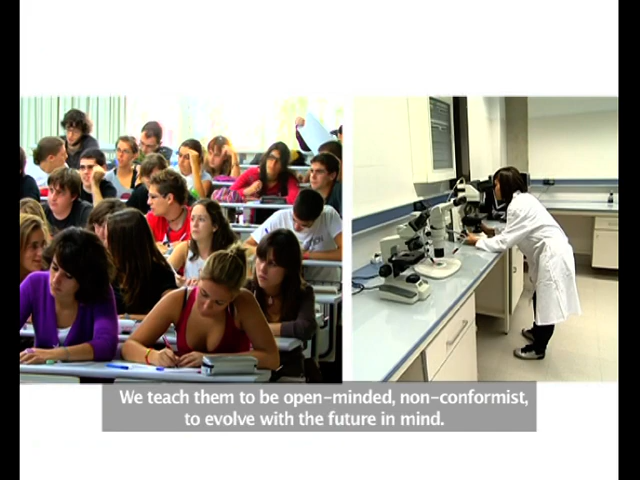 We teach them to be open-minded, non-conformist,
to evolve with the future in mind.